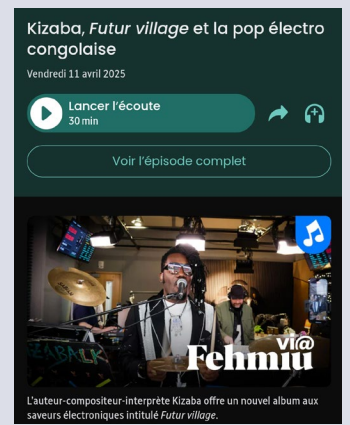 Kizaba, Futur village et la pop électro
congolaise
Vendredi 11 avril 2025
Lancer l'écoute
30 min
Voir l'épisode complet
vi@
Fehmiu
L'auteur-compositeur-interprète Kizaba offre un nouvel album aux
saveurs électroniques intitulé Futur village.